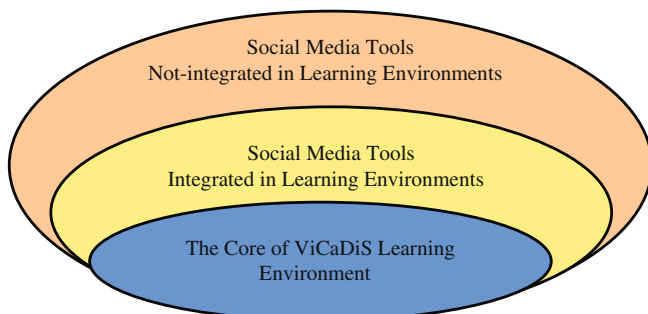 Social Media Tools
Not-integrated in Learning Environments
Social Media Tools
Integrated in Learning Environments
The Core of ViCaDiS Learning
Environment